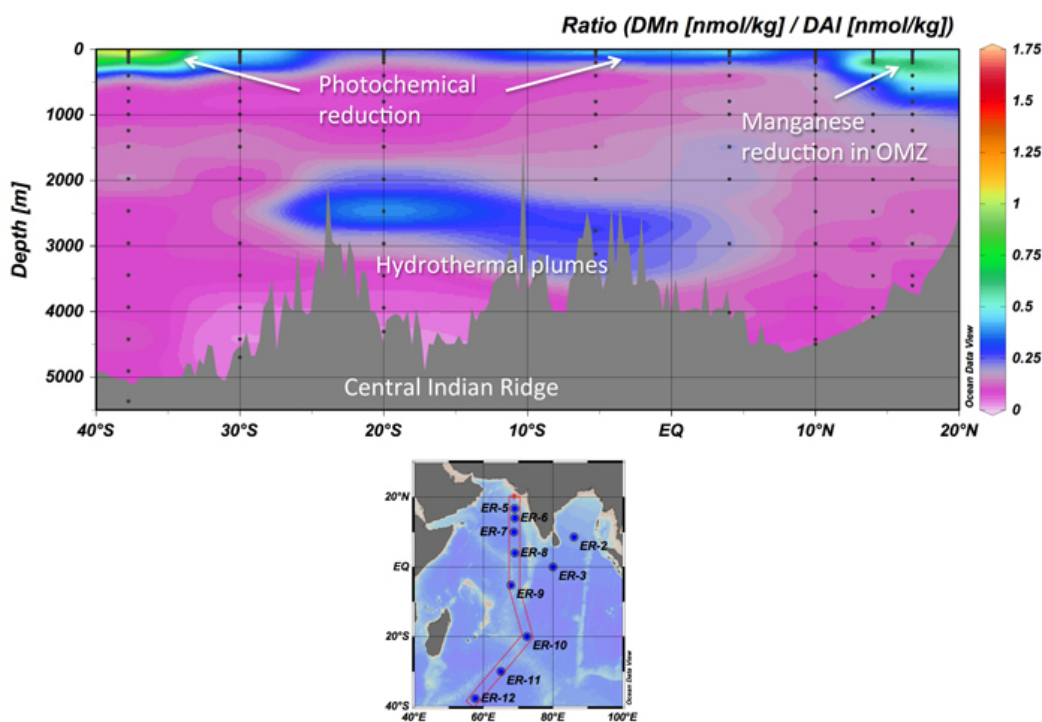 Ratio (DMn [nmol/kg] / DAl [nmol/kg])
0
1000
2000
3000
4000
5000
Depth [m]
Photochemical
reduction
Manganese
reduction in OMZ
Hydrothermal plumes
Central Indian Ridge
40°S 30°S 20°S 10°S EQ 10°N 20°N
1.75
1.5
1.25
1
0.75
0.5
0.25
0
Ocean Data View
20°N
EQ
20°S
40°S
ER-5
ER-6
ER-7
ER-2
ER-8
ER-3
ER-9
ER-10
ER-11
ER-12
40°E 60°E 80°E 100°E
Ocean Data View